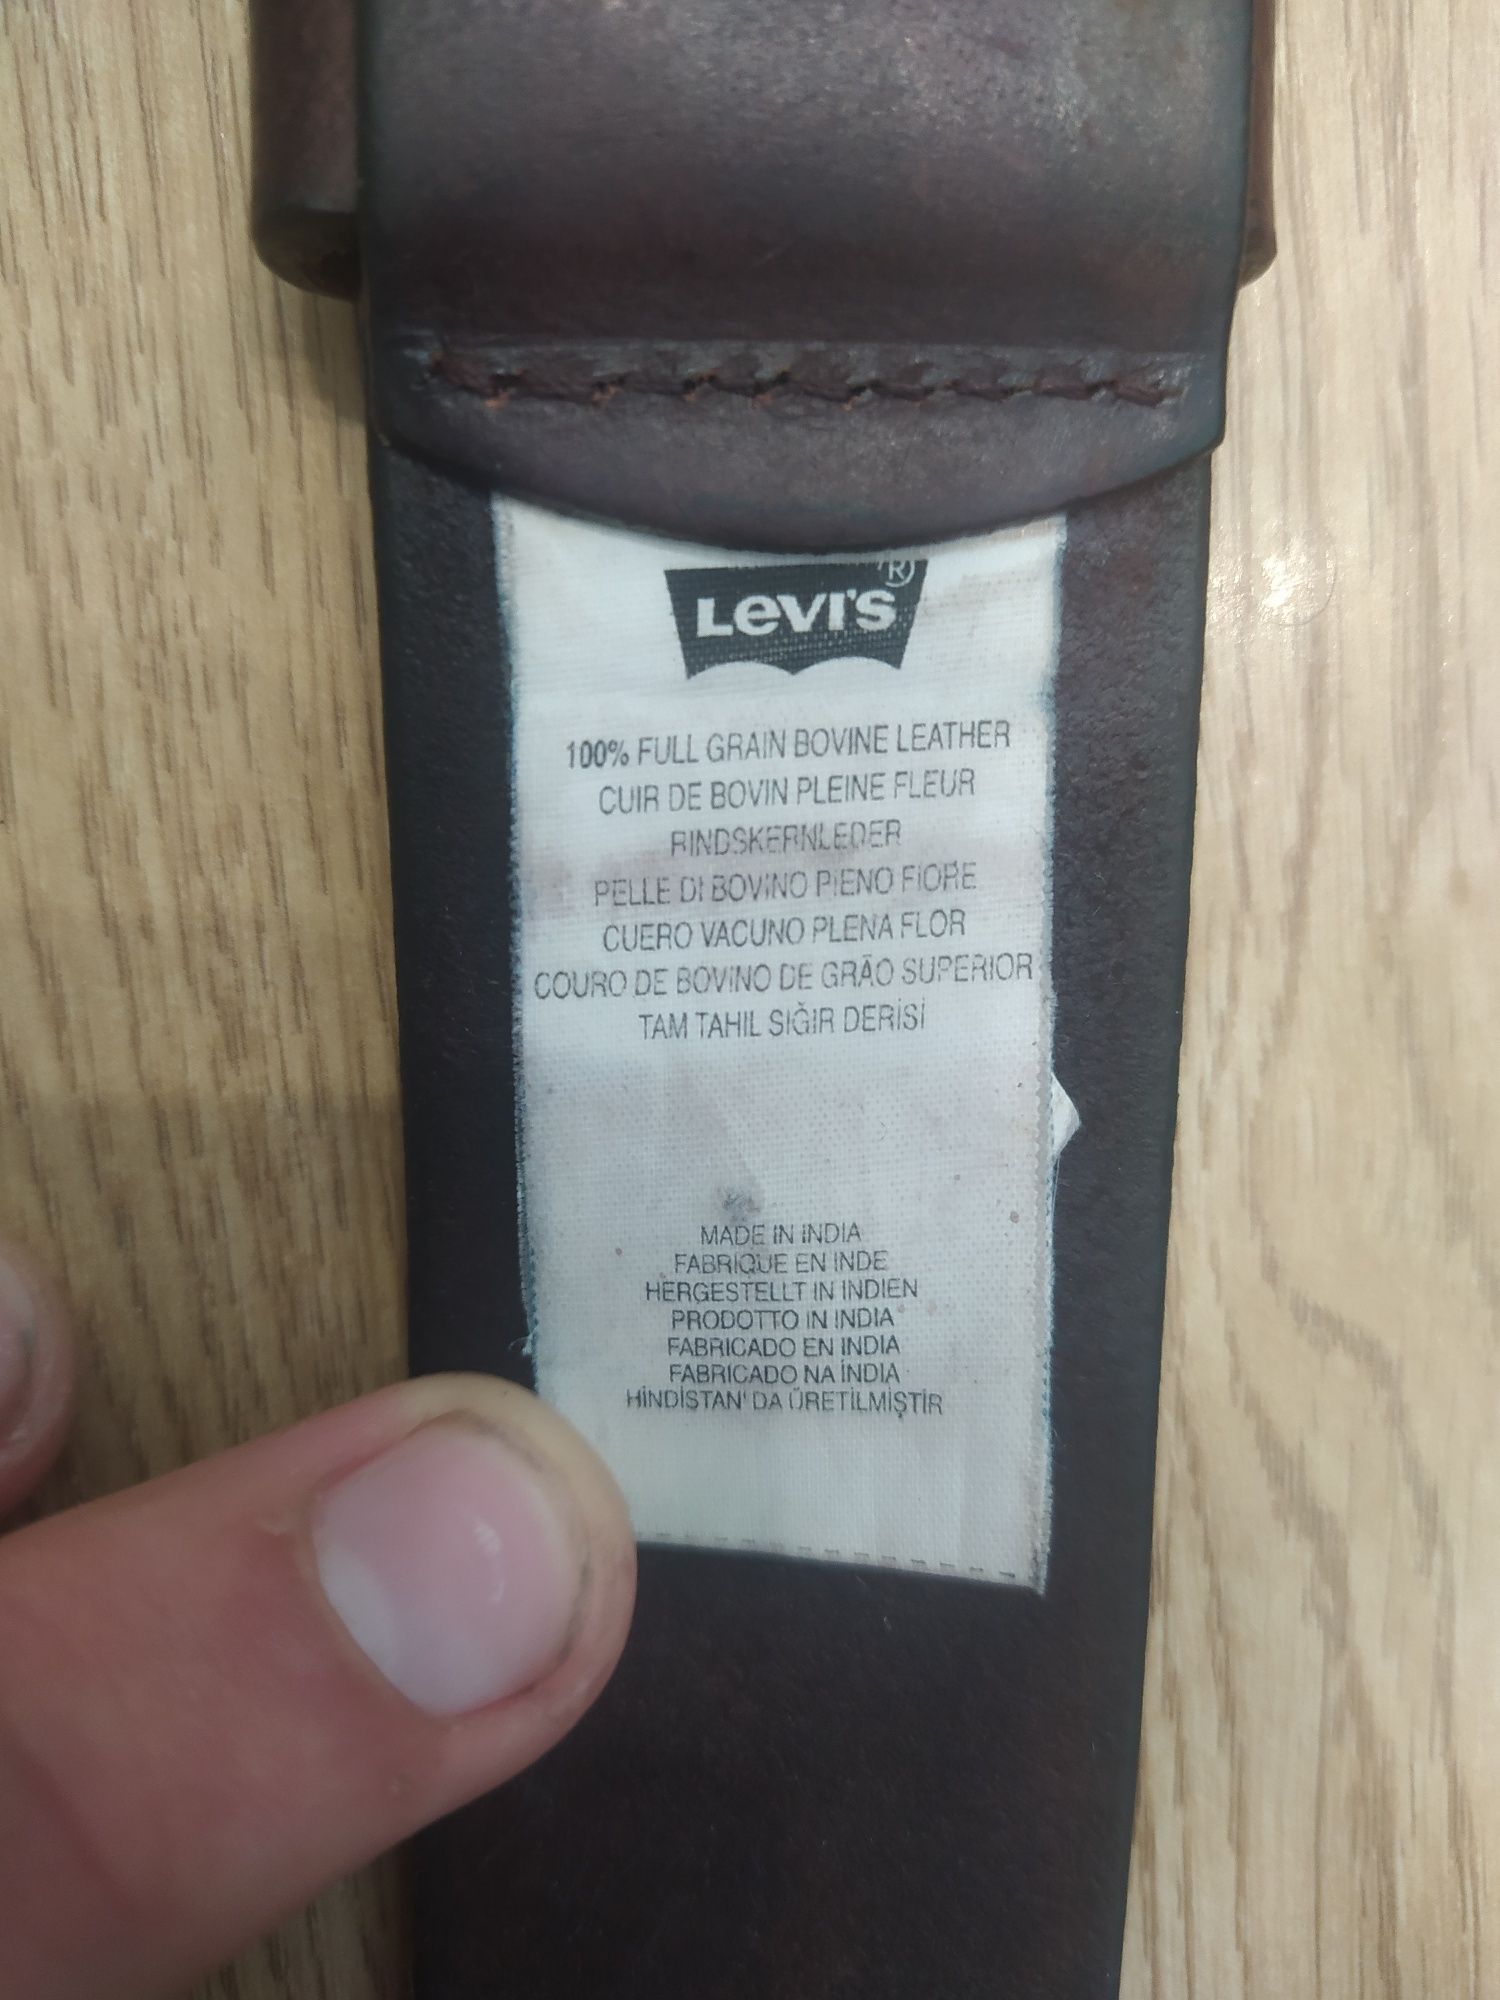 LEVI'S®
100% FULL GRAIN BOVINE LEATHER
CUIR DE BOVIN PLEINE FLEUR
RINDSKERNLEDER
PELLE DI BOVINO PIENO FIORE
CUERO VACUNO PLENA FLOR
COURO DE BOVINO DE GRÃO SUPERIOR
TAM TAHIL SIĞIR DERİSİ
MADE IN INDIA
FABRIQUE EN INDE
HERGESTELLT IN INDIEN
PRODOTTO IN INDIA
FABRICADO EN INDIA
FABRICADO NA ÍNDIA
HİNDİSTAN' DA ÜRETİLMİŞTİR